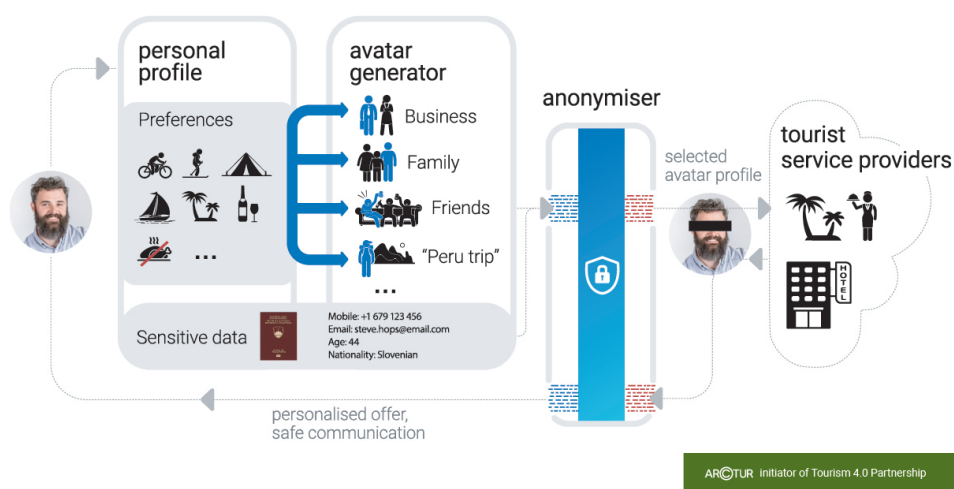 personal
profile
Preferences
...
Sensitive data
avatar
generator
Business
Family
Friends
“Peru trip”
...
Mobile: +1 679 123 456
Email: steve.hops@email.com
Age: 44
Nationality: Slovenian
anonymiser
selected
avatar profile
tourist
service providers
HOTEL
personalised offer,
safe communication
ARCTUR initiator of Tourism 4.0 Partnership